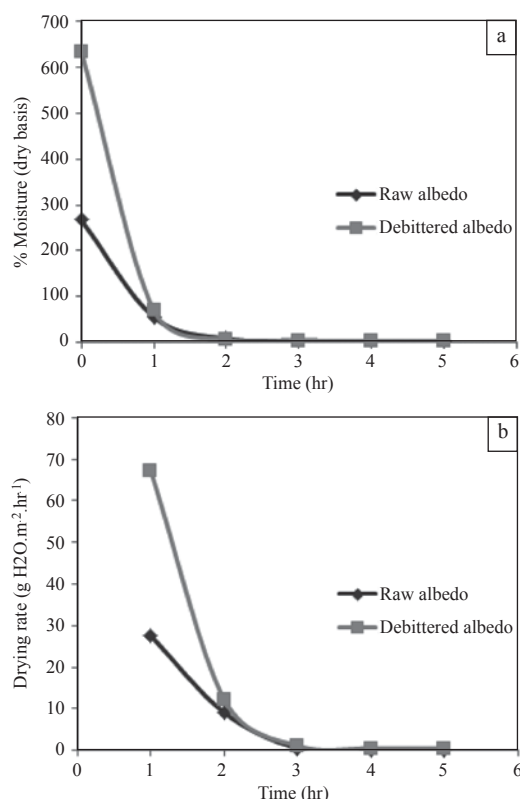 a
700
600
500
400
300
200
100
0
% Moisture (dry basis)
Raw albedo
Debittered albedo
0 1 2 3 4 5 6
Time (hr)
b
80
70
60
50
40
30
20
10
0
Drying rate (g H2O.m-2.hr-1)
Raw albedo
Debittered albedo
1 2 3 4 5 6
Time (hr)